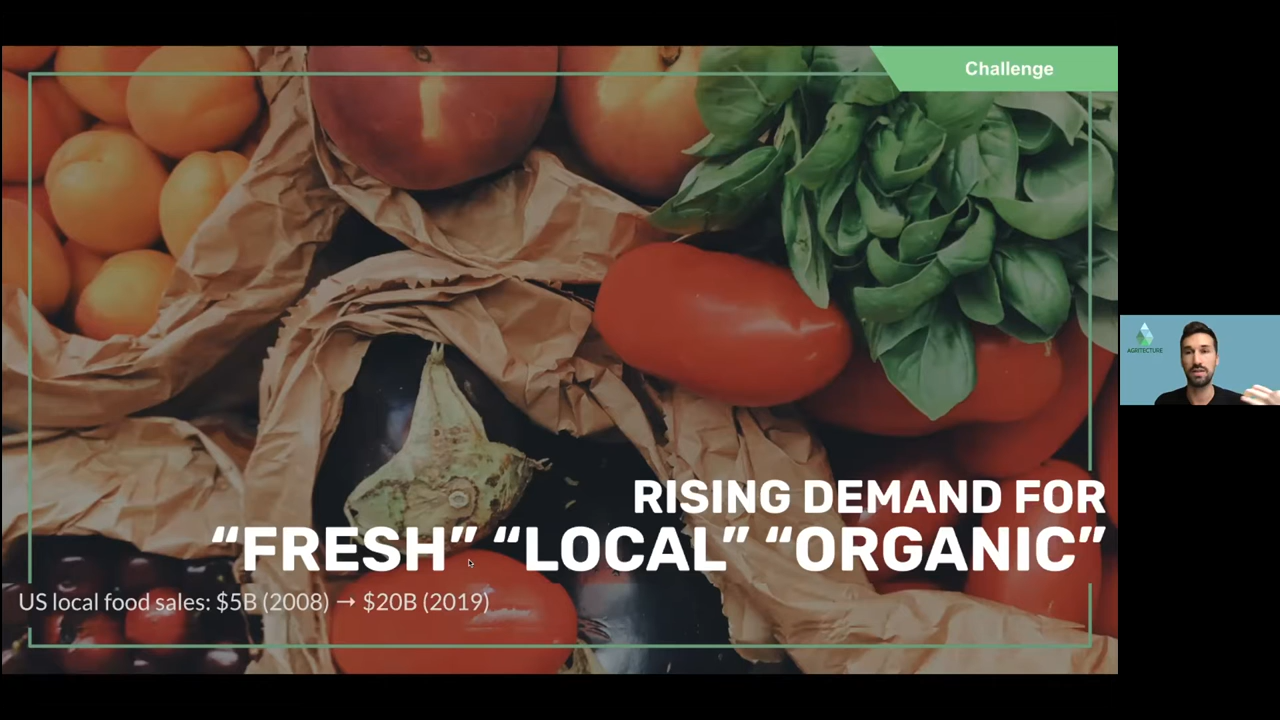 Challenge
RISING DEMAND FOR
“FRESH” “LOCAL” “ORGANIC”
US local food sales: $5B (2008) → $20B (2019)
AGRITECTURE